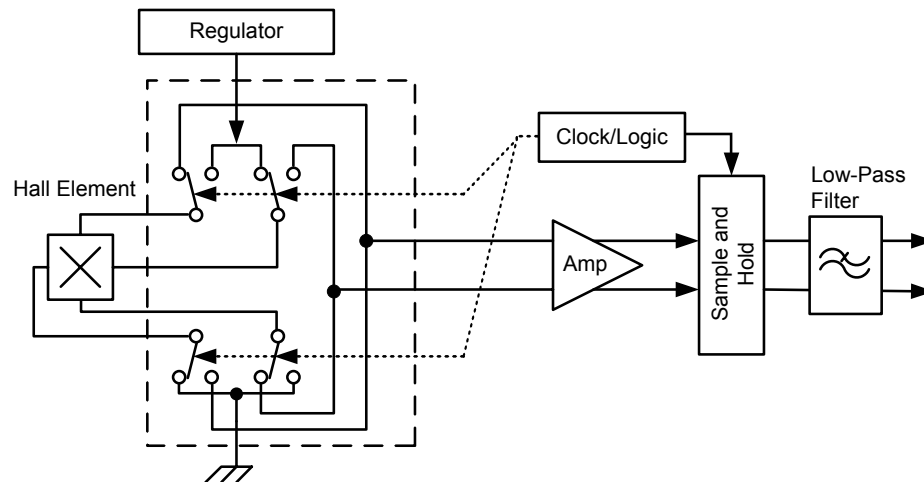 Regulator
Clock/Logic
Hall Element
Low-Pass
Filter
Amp
Sample and
Hold